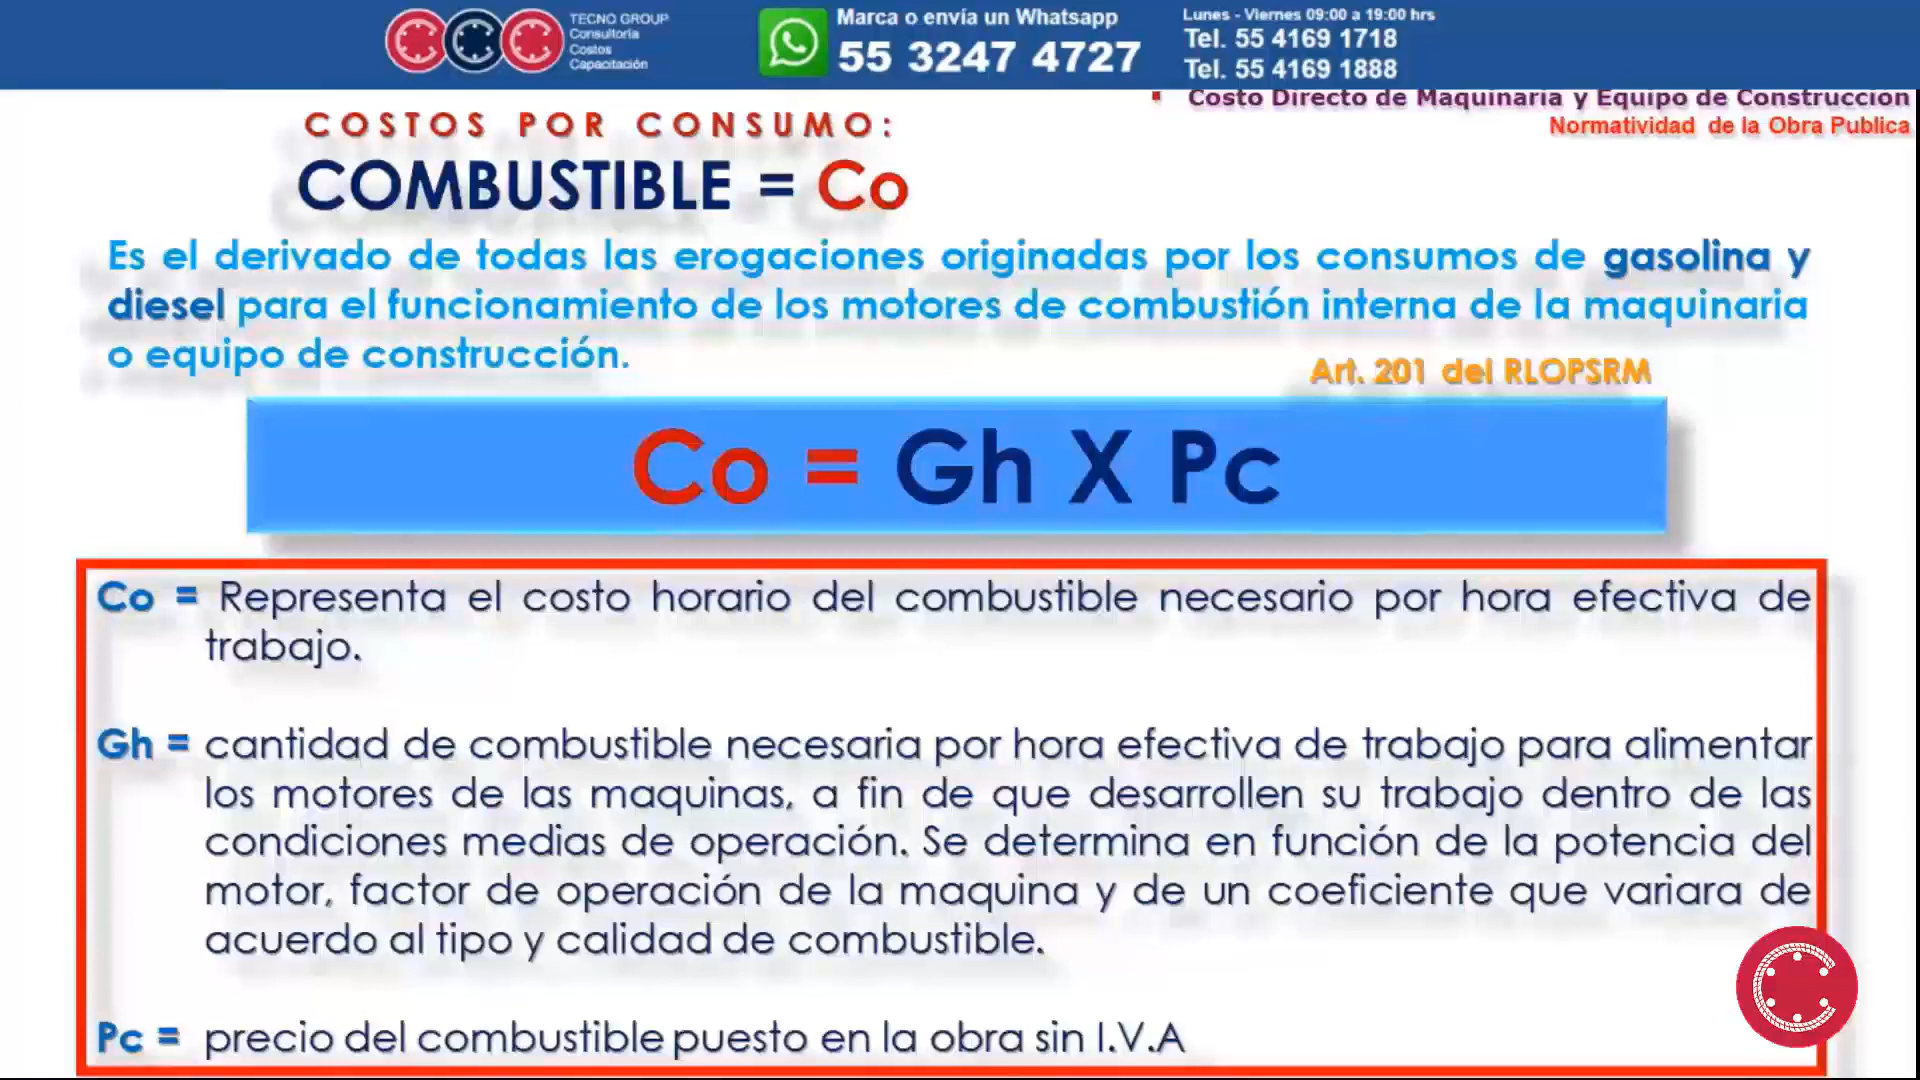 CCC
TECNO GROUP
Consultoría
Costos
Capacitación
Marca o envía un Whatsapp
55 3247 4727
Lunes - Viernes 09:00 a 19:00 hrs
Tel. 55 4169 1718
Tel. 55 4169 1888
▪ Costo Directo de Maquinaria y Equipo de Construccion
Normatividad de la Obra Publica
COSTOS POR CONSUMO:
COMBUSTIBLE = Co
Es el derivado de todas las erogaciones originadas por los consumos de gasolina y
diesel para el funcionamiento de los motores de combustión interna de la maquinaria
o equipo de construcción.
Art. 201 del RLOPSRM
Co = Gh X Pc
Co = Representa el costo horario del combustible necesario por hora efectiva de
trabajo.
Gh = cantidad de combustible necesaria por hora efectiva de trabajo para alimentar
los motores de las maquinas, a fin de que desarrollen su trabajo dentro de las
condiciones medias de operación. Se determina en función de la potencia del
motor, factor de operación de la maquina y de un coeficiente que variara de
acuerdo al tipo y calidad de combustible.
Pc = precio del combustible puesto en la obra sin I.V.A
C